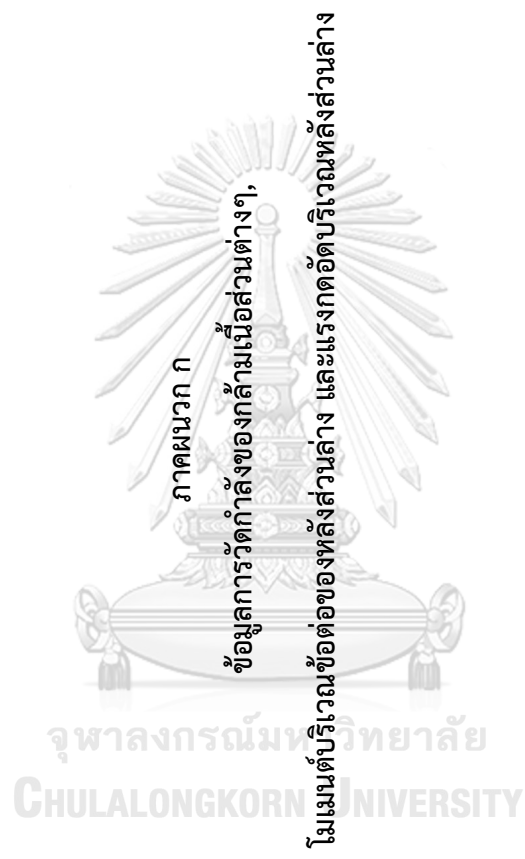 ภาคผนวก ก
ข้อมูลการวัดกำลังของกล้ามเนื้อส่วนต่างๆ,
โมเมนต์บริเวณข้อต่อของหลังส่วนล่าง และแรงกดอัดบริเวณหลังส่วนล่าง
จุฬาลงกรณ์มหาวิทยาลัย
CHULALONGKORN UNIVERSITY